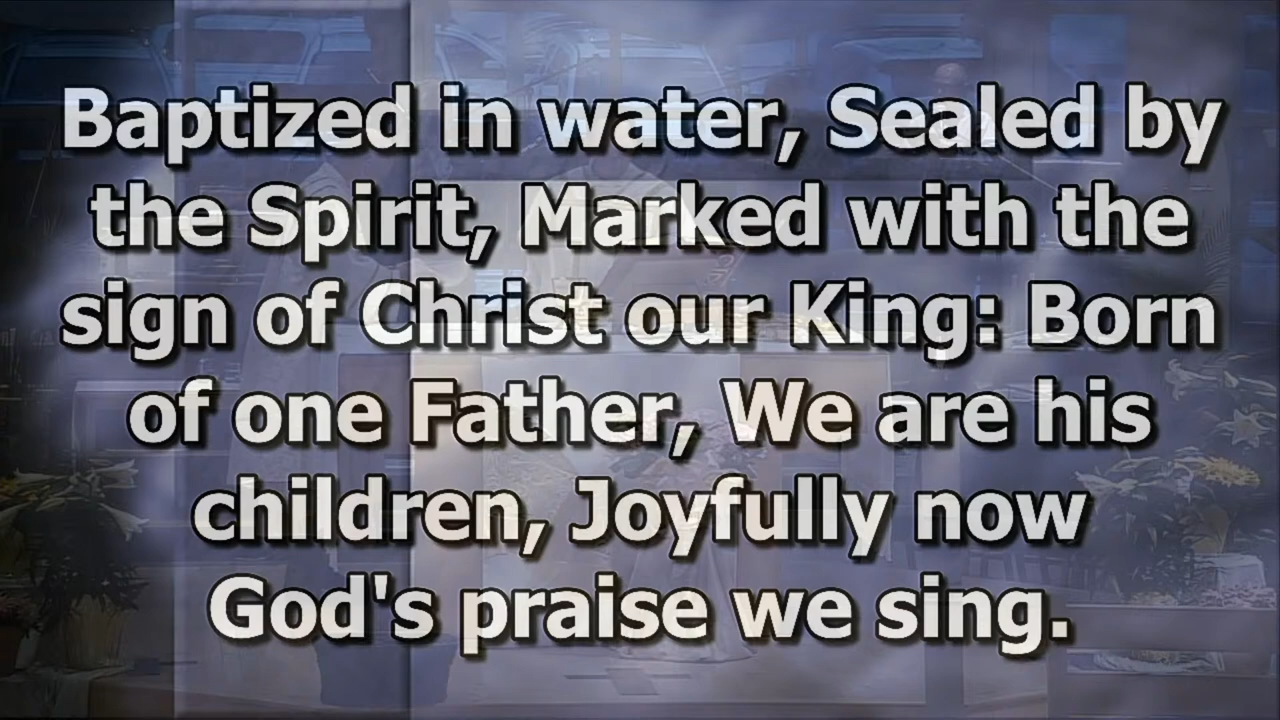 Baptized in water, Sealed by
the Spirit, Marked with the
sign of Christ our King: Born
of one Father, We are his
children, Joyfully now
God's praise we sing.